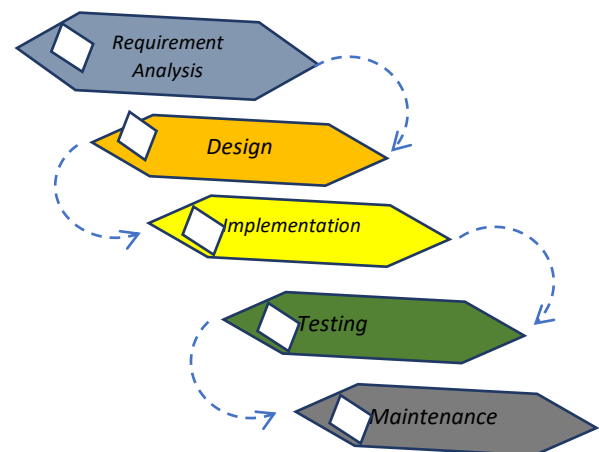 Requirement
Analysis
Design
Implementation
Testing
Maintenance